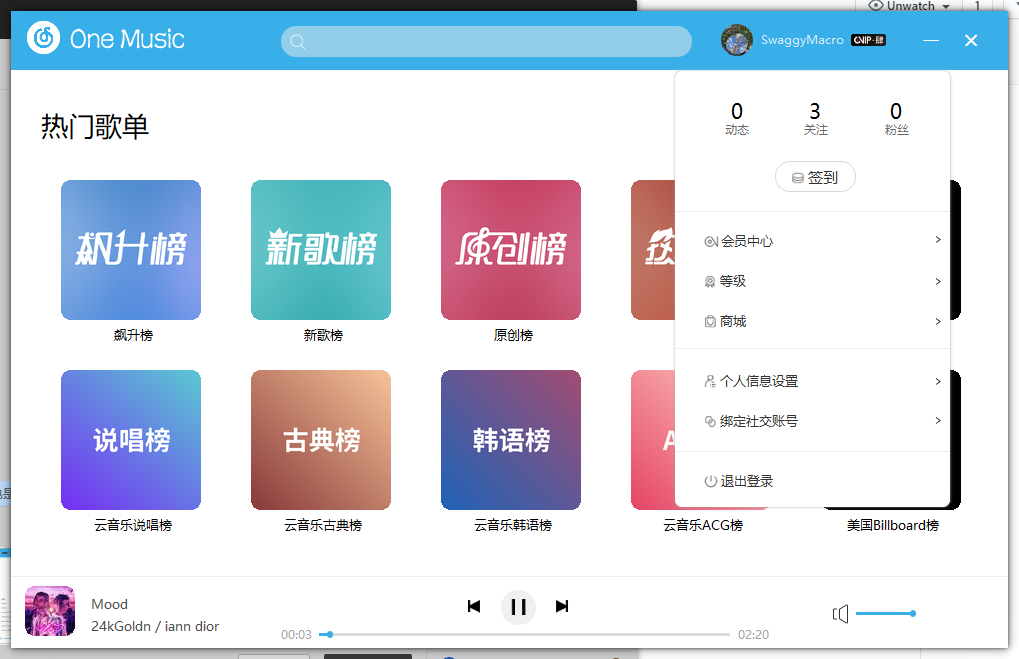 Unwatch
1
One Music
SwaggyMacro
CVIP·肆
热门歌单
0
3
0
动态
关注
粉丝
签到
会员中心
等级
商城
个人信息设置
绑定社交账号
退出登录
飙升榜
新歌榜
原创榜
飙升榜
新歌榜
原创榜
说唱榜
古典榜
韩语榜
A
云音乐说唱榜
云音乐古典榜
云音乐韩语榜
云音乐ACG榜
美国Billboard榜
Mood
24kGoldn / iann dior
00:03
02:20